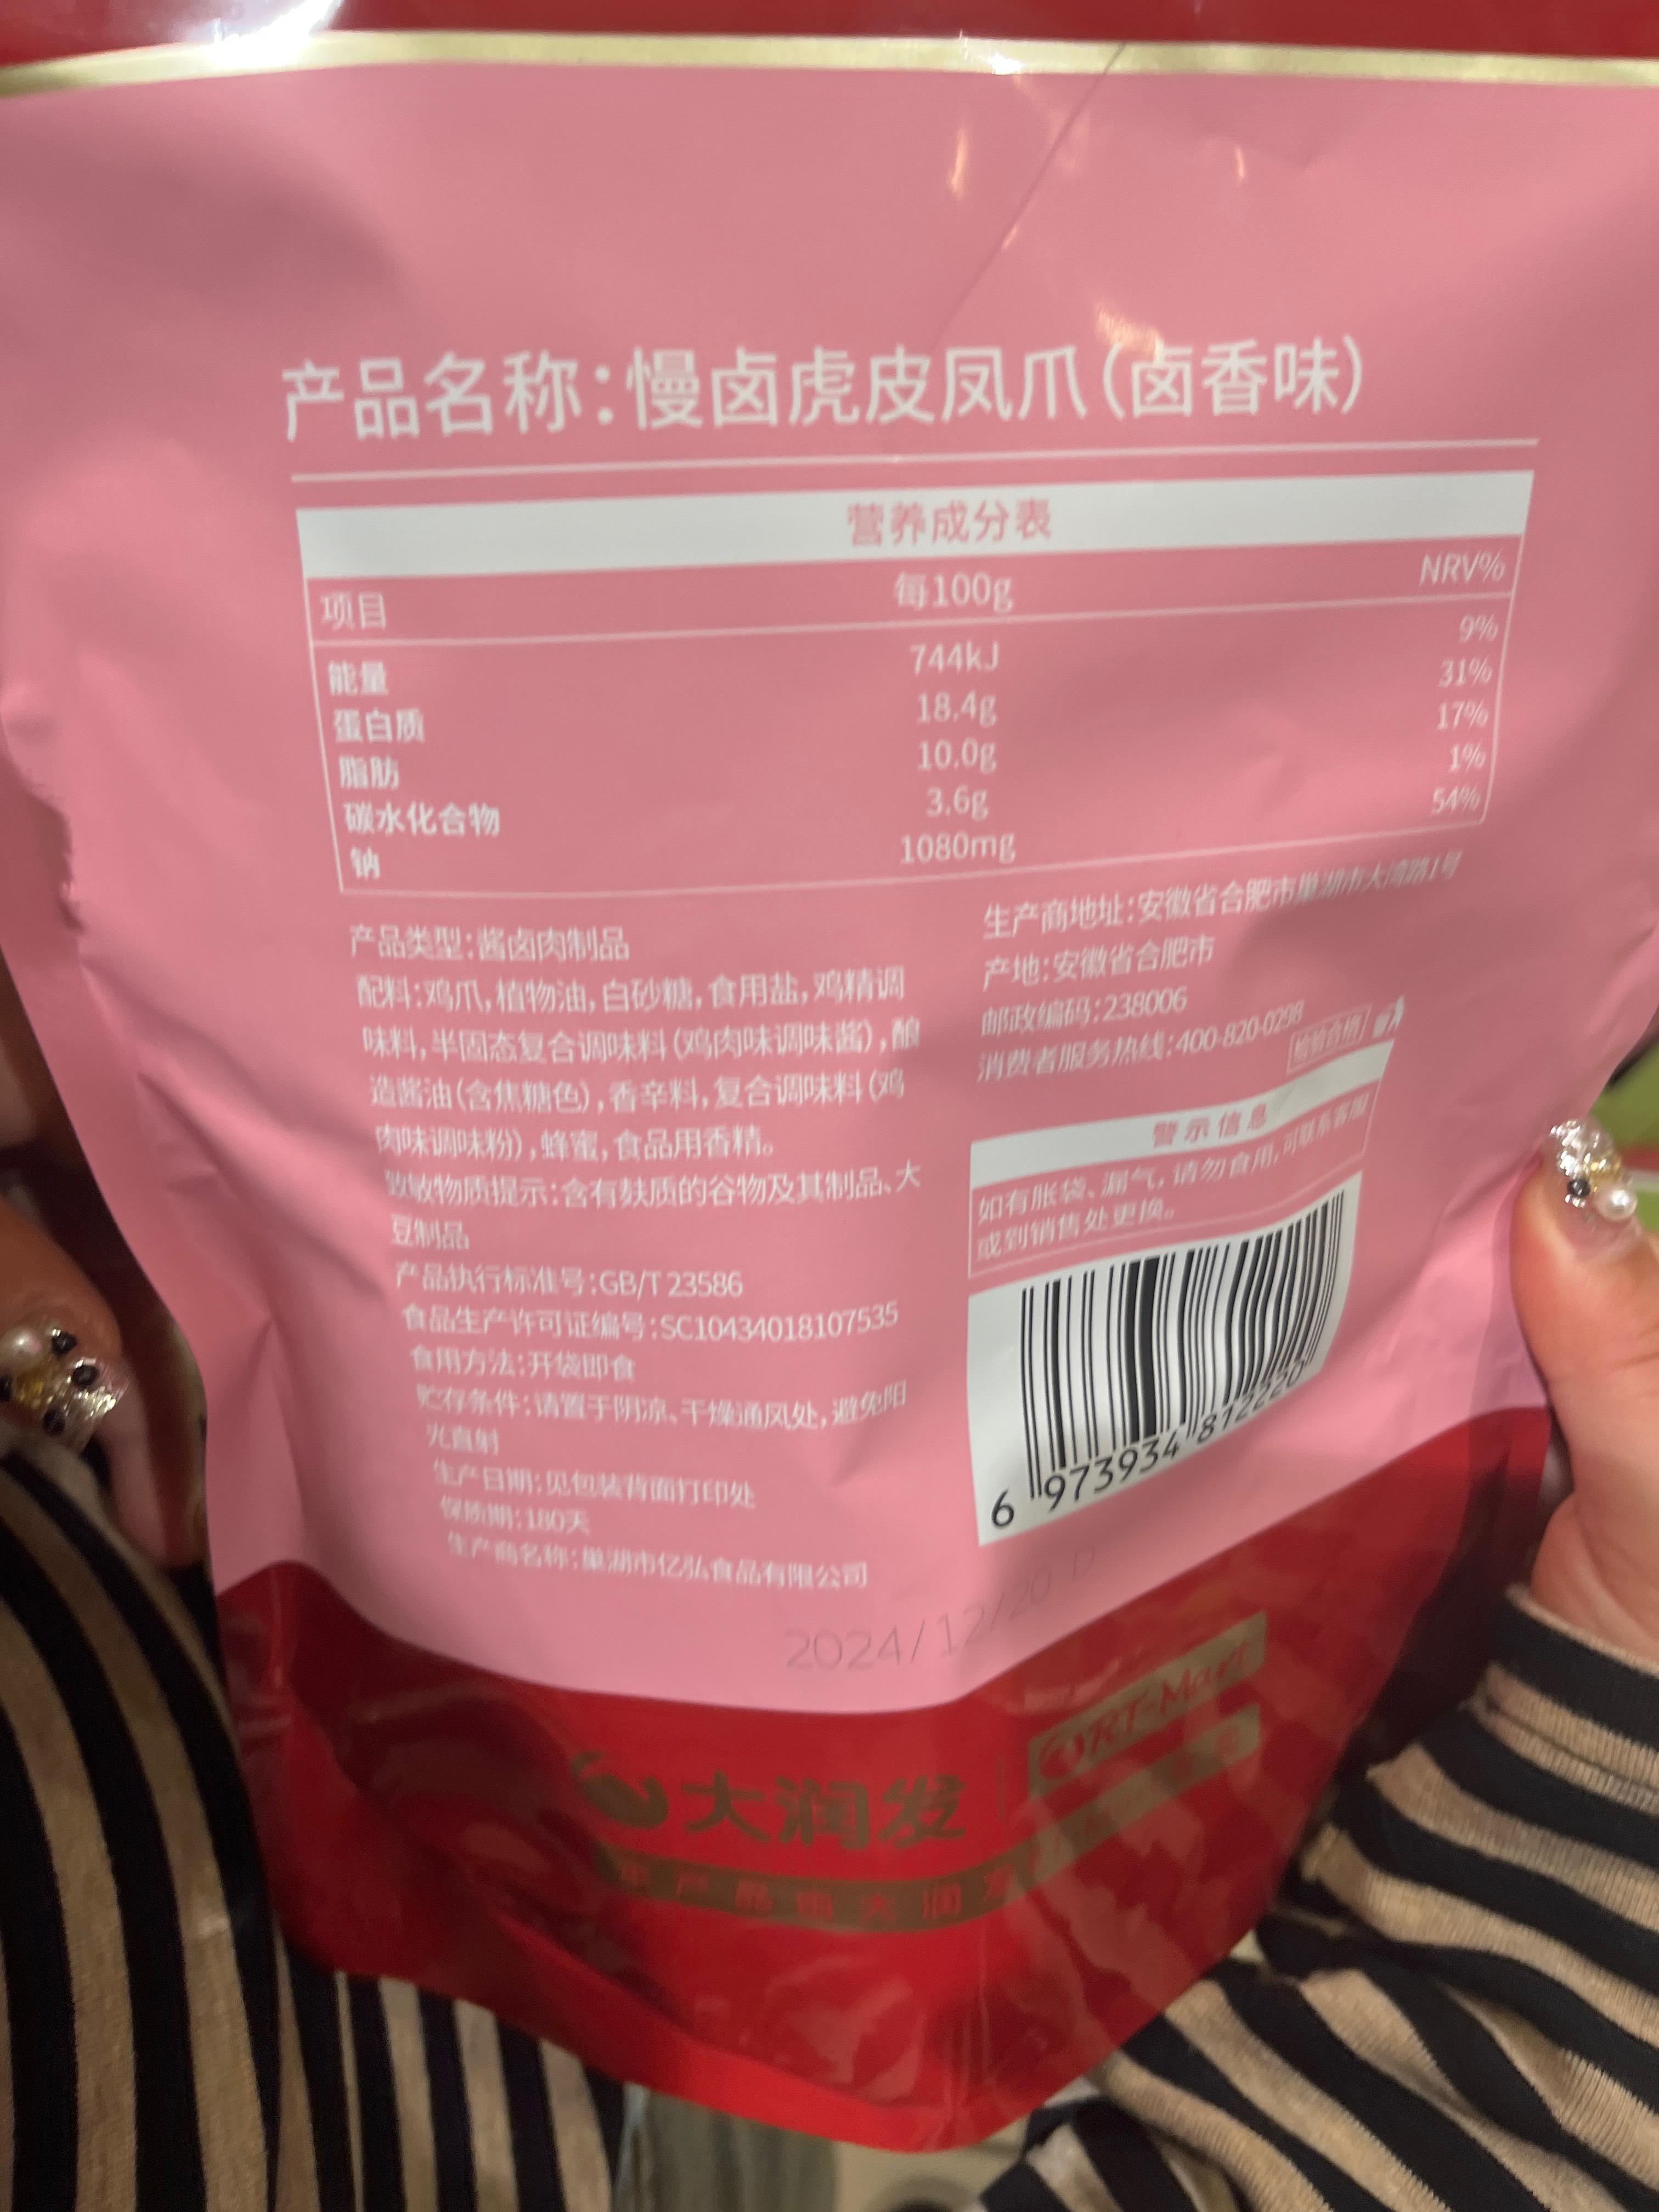 产品名称:慢卤虎皮凤爪(卤香味)
营养成分表
项目 每100g NRV%
能量 744kJ 9%
蛋白质 18.4g 31%
脂肪 10.0g 17%
碳水化合物 3.6g 1%
钠 1080mg 54%
产品类型:酱卤肉制品
配料:鸡爪,植物油,白砂糖,食用盐,鸡精调
味料,半固态复合调味料(鸡肉味调味酱),酿
造酱油(含焦糖色),香辛料,复合调味料(鸡
肉味调味粉),蜂蜜,食品用香精。
致敏物质提示:含有麸质的谷物及其制品、大
豆制品
产品执行标准号:GB/T 23586
食品生产许可证编号:SC10434018107535
食用方法:开袋即食
贮存条件:请置于阴凉、干燥通风处,避免阳
光直射
生产日期:见包装背面打印处
保质期:180天
生产商名称:巢湖市亿弘食品有限公司
生产商地址:安徽省合肥市巢湖市大湾路1号
产地:安徽省合肥市
邮政编码:238006
消费者服务热线:400-820-0298
检验合格
警示信息
如有胀袋、漏气,请勿食用,可联系客服
或到销售处更换。
6 973934 812220
2024/12/20 D
大润发 RT-Mart
本产品由大润发